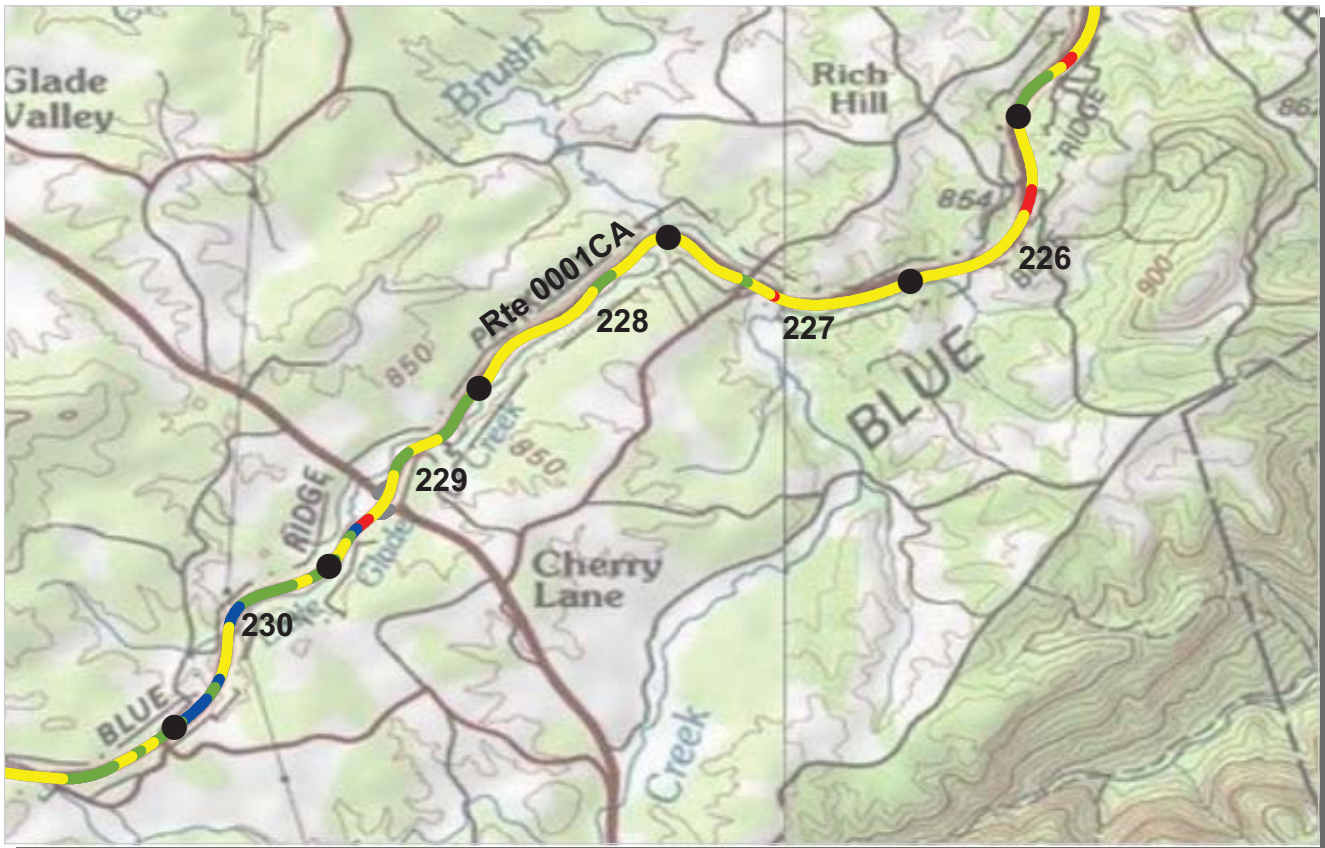 Glade
Valley
Brush
Rich
Hill
RIDGE
862
854
Rte 0001CA
226
900
228
227
BLUE
850
Creek
850
229
RIDGE
Glade
Cherry
Lane
230
BLUE
Creek